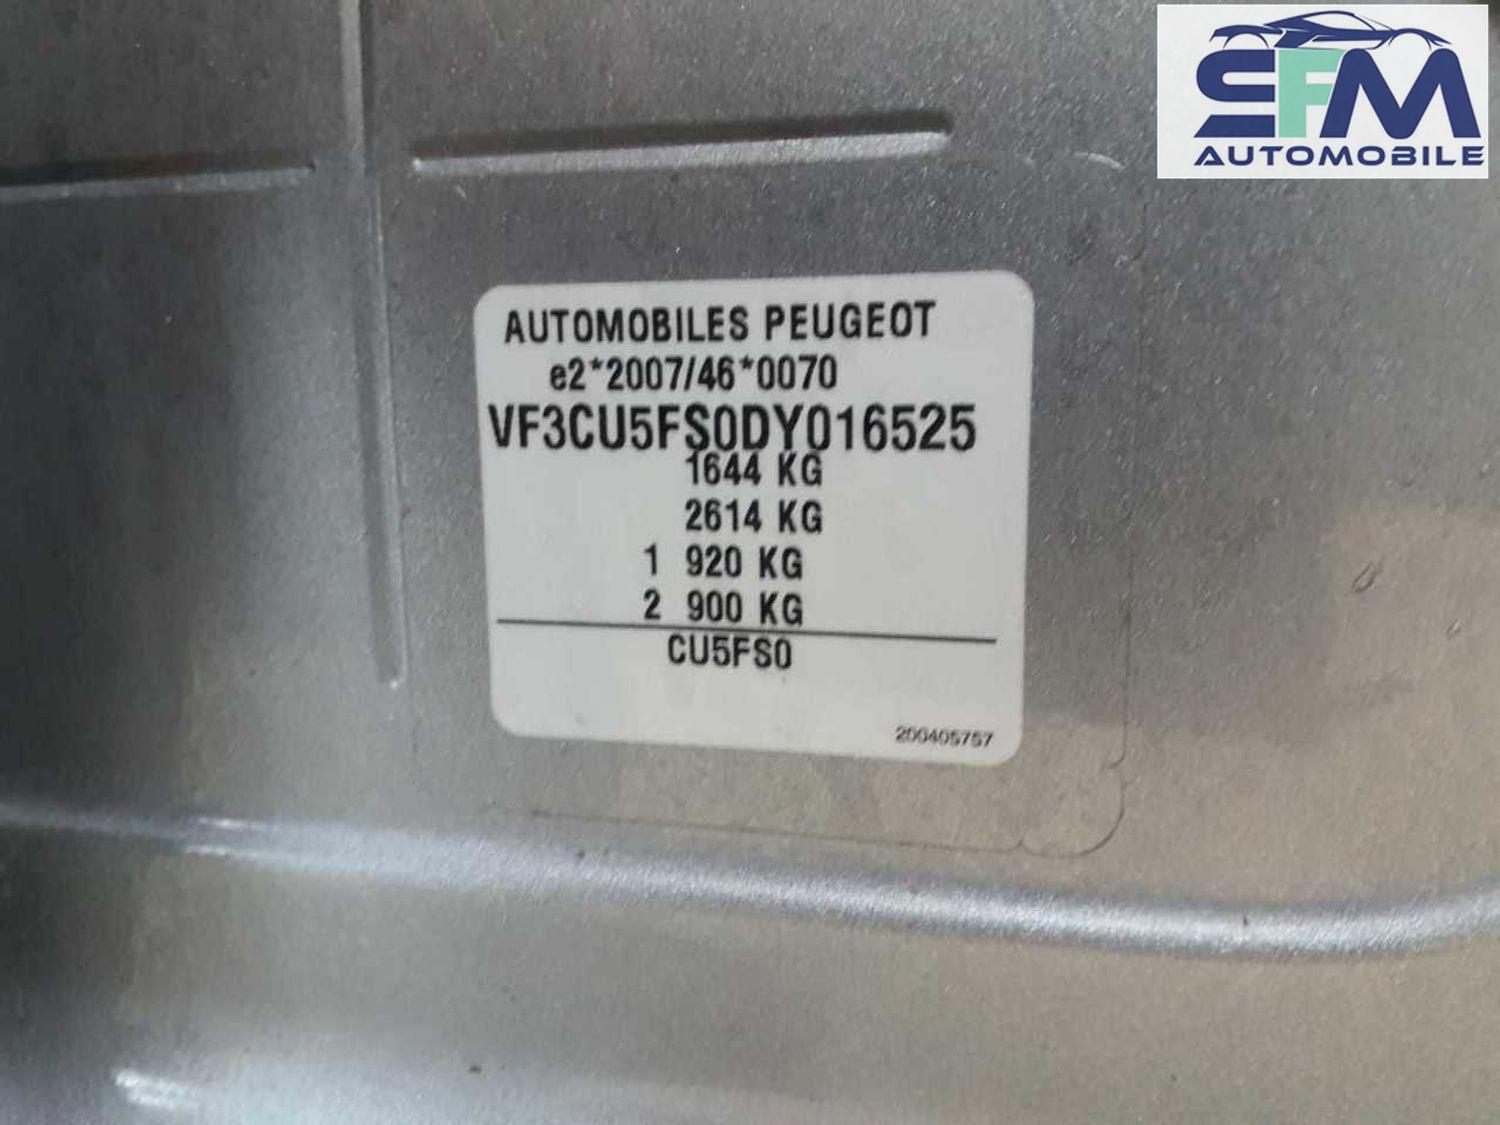 SFM
AUTOMOBILE
AUTOMOBILES PEUGEOT
e2*2007/46*0070
VF3CU5FS0DY016525
1644 KG
2614 KG
1 920 KG
2 900 KG
CU5FS0
200405757